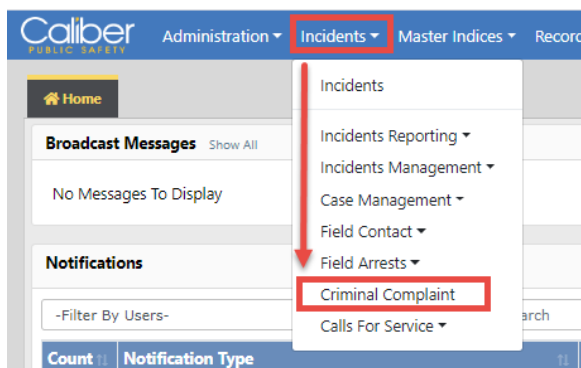 Caliber
PUBLIC SAFETY
Administration Incidents Master Indices Record
Home
Incidents
Broadcast Messages Show All
Incidents Reporting
Incidents Management
No Messages To Display
Case Management
Field Contact
Notifications
Field Arrests
Criminal Complaint
-Filter By Users-
arch
Calls For Service
Count Notification Type